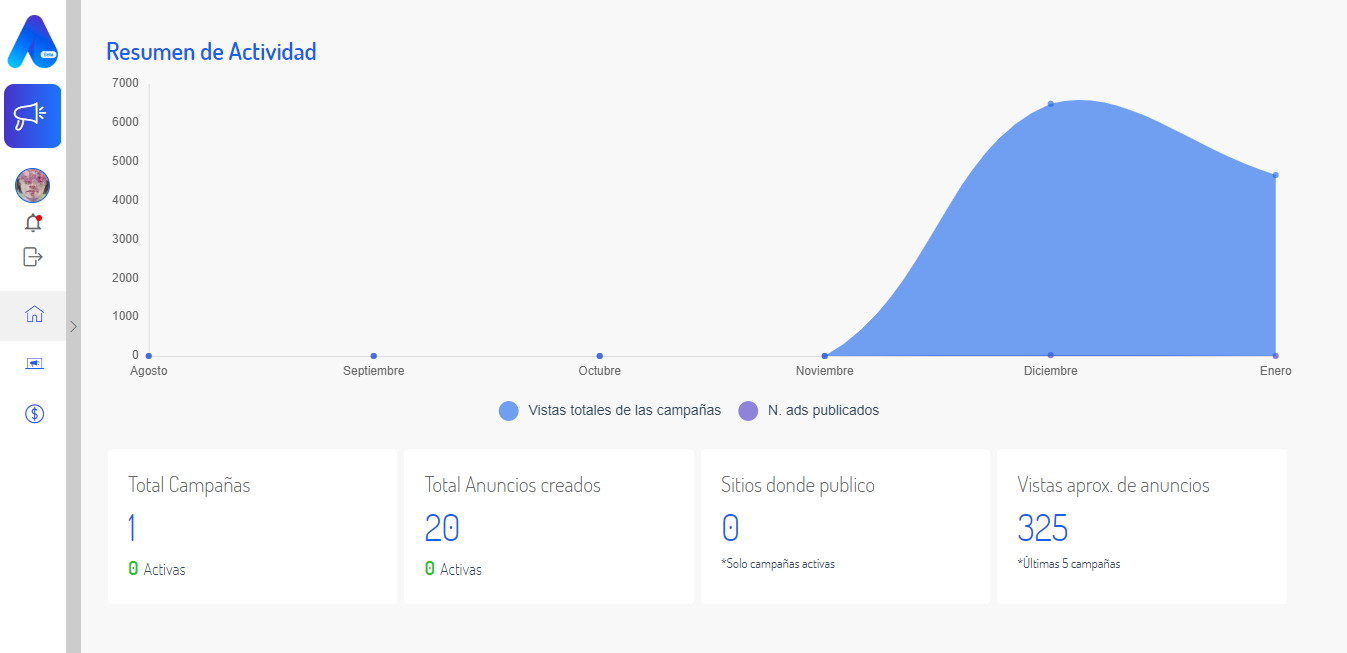 Beta
Resumen de Actividad
7000
6000
5000
4000
3000
2000
1000
0
Agosto Septiembre Octubre Noviembre Diciembre Enero
Vistas totales de las campañas N. ads publicados
Total Campañas
1
0 Activas
Total Anuncios creados
20
0 Activas
Sitios donde publico
0
*Solo campañas activas
Vistas aprox. de anuncios
325
*Últimas 5 campañas